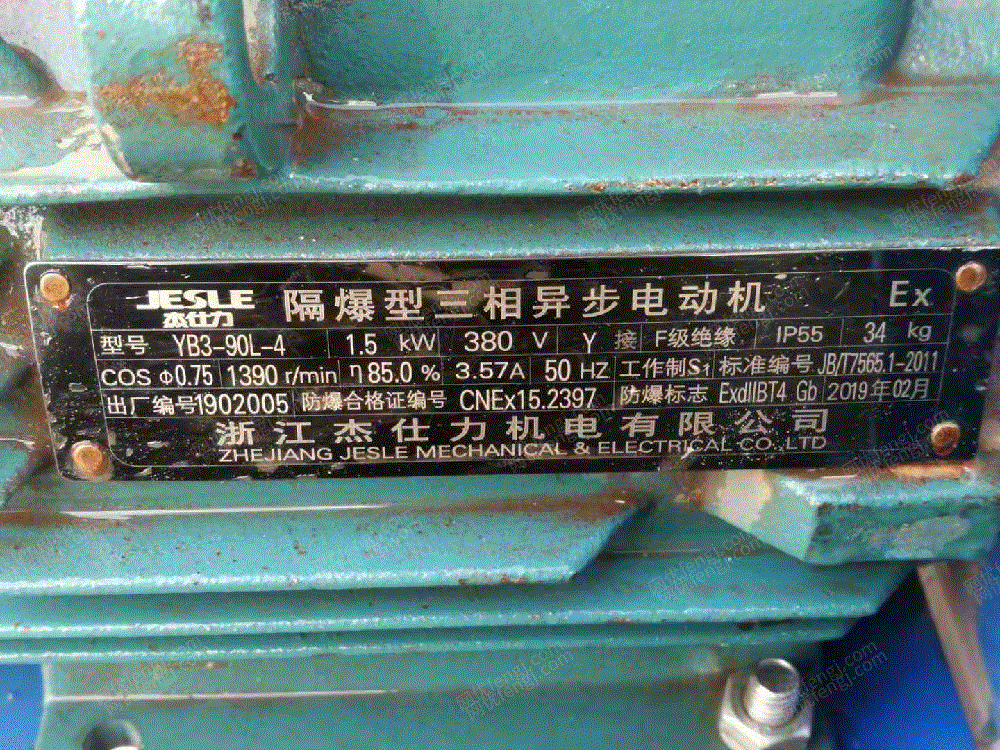 JESLE 隔爆型三相异步电动机 Ex
杰仕力
型号 YB3-90L-4 1.5 kW 380 V Y 接 F级绝缘 IP55 34 kg
COS Φ0.75 1390 r/min η85.0 % 3.57A 50 HZ 工作制S1 标准编号 JB/T7565.1-2011
出厂编号1902005 防爆合格证编号 CNEx15.2397 防爆标志 ExdIIBT4 Gb 2019年02月
浙江杰仕力机电有限公司
ZHEJIANG JESLE MECHANICAL & ELECTRICAL CO.,LTD